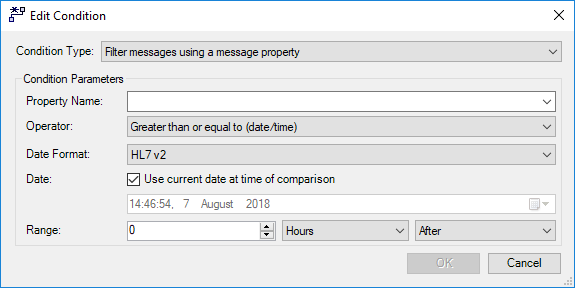 Edit Condition
Condition Type: Filter messages using a message property
Condition Parameters
Property Name:
Operator: Greater than or equal to (date/time)
Date Format: HL7 v2
Date: Use current date at time of comparison
14:46:54, 7 August 2018
Range: 0 Hours After
OK Cancel